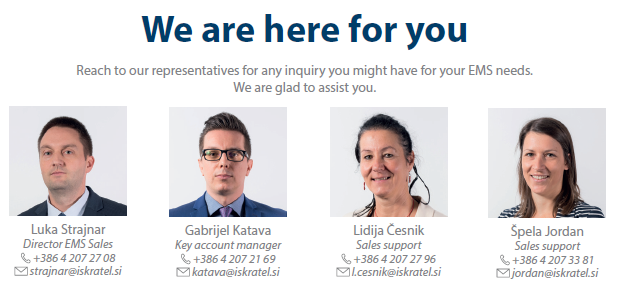 We are here for you
Reach to our representatives for any inquiry you might have for your EMS needs.
We are glad to assist you.
Luka Strajnar
Director EMS Sales
+386 4 207 27 08
strajnar@iskratel.si
Gabrijel Katava
Key account manager
+386 4 207 21 69
katava@iskratel.si
Lidija Česnik
Sales support
+386 4 207 27 96
l.cesnik@iskratel.si
Špela Jordan
Sales support
+386 4 207 33 81
jordan@iskratel.si